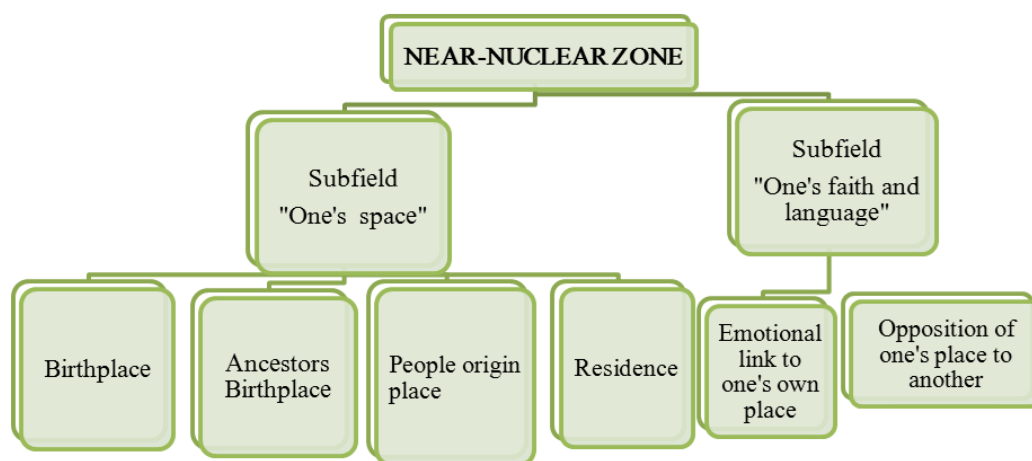 NEAR-NUCLEAR ZONE
Subfield
"One's space"
Subfield
"One's faith and
language"
Birthplace
Ancestors
Birthplace
People origin
place
Residence
Emotional
link to
one's own
place
Opposition of
one's place to
another